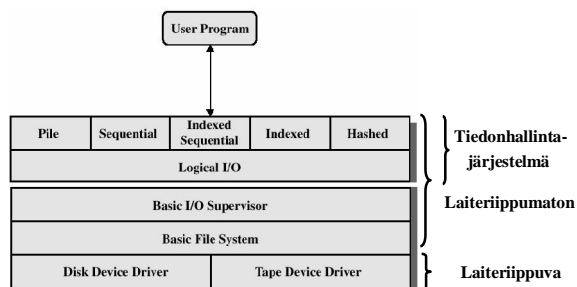 User Program
Pile
Sequential
Indexed
Sequential
Indexed
Hashed
Logical I/O
Basic I/O Supervisor
Basic File System
Disk Device Driver
Tape Device Driver
Tiedonhallinta-
järjestelmä
Laiteriippumaton
Laiteriippuva